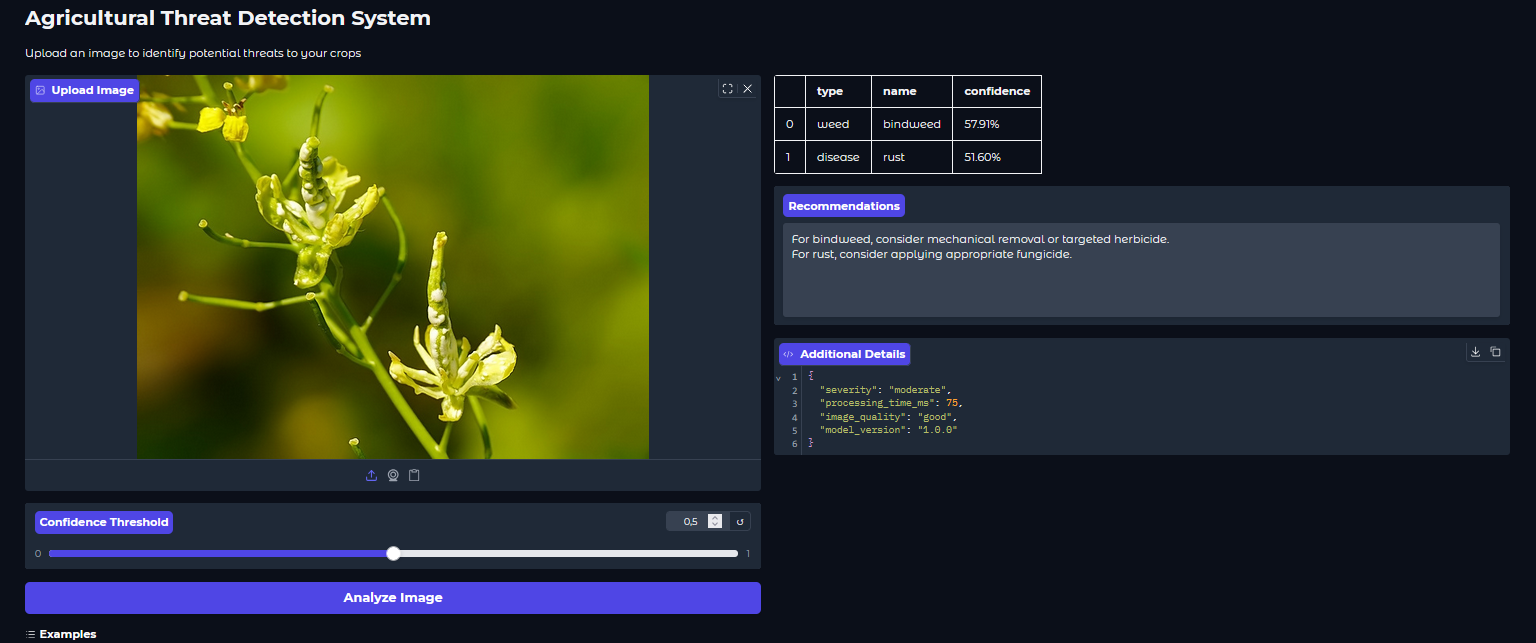 Agricultural Threat Detection System
Upload an image to identify potential threats to your crops
Upload Image
type name confidence
0 weed bindweed 57.91%
1 disease rust 51.60%
Recommendations
For bindweed, consider mechanical removal or targeted herbicide.
For rust, consider applying appropriate fungicide.
Additional Details
1 {
2 "severity": "moderate",
3 "processing_time_ms": 75,
4 "image_quality": "good",
5 "model_version": "1.0.0"
6 }
Confidence Threshold 0,5
0 1
Analyze Image
Examples